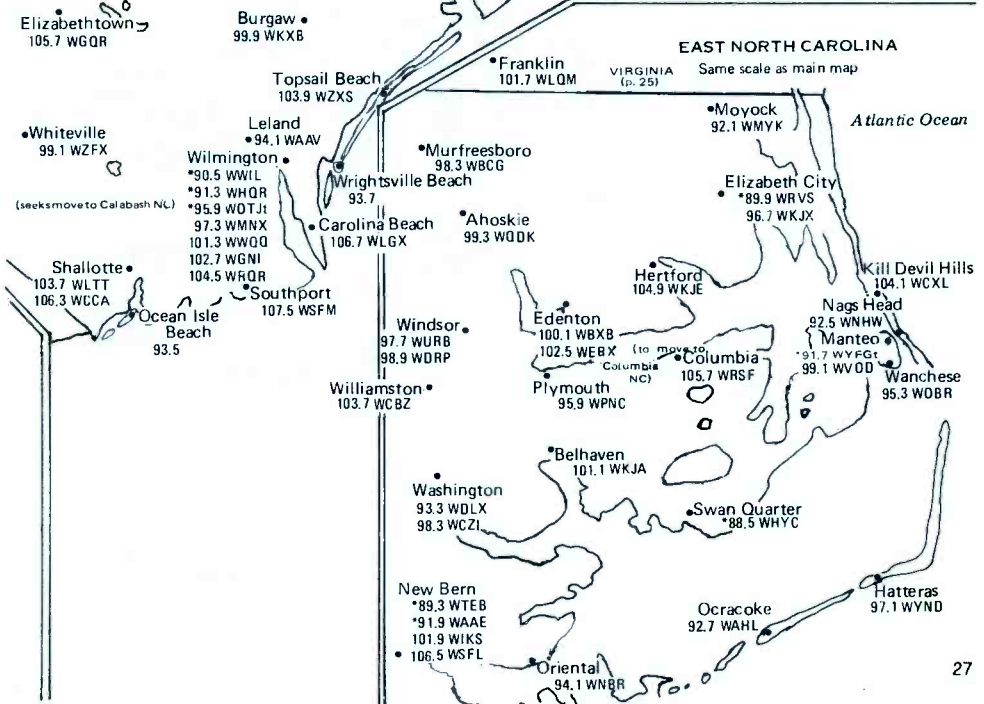 Elizabethtown
105.7 WGQR
Burgaw
99.9 WKXB
Topsail Beach
103.9 WZXS
Whiteville
99.1 WZFX
Leland
94.1 WAAV
Wilmington
*90.5 WWIL
*91.3 WHQR
*95.9 WOTJt
97.3 WMNX
101.3 WWQQ
102.7 WGNI
104.5 WRQR
(seeks move to Calabash NC)
Wrightsville Beach
93.7
Carolina Beach
106.7 WLGX
Shallotte
103.7 WLTT
106.3 WCCA
Southport
107.5 WSFM
Ocean Isle
Beach
93.5
EAST NORTH CAROLINA
Same scale as main map
VIRGINIA
(p. 25)
Atlantic Ocean
Franklin
101.7 WLQM
Moyock
92.1 WMYK
Murfreesboro
98.3 WBCG
Elizabeth City
*89.9 WRVS
96.7 WKJX
Ahoskie
99.3 WQDK
Hertford
104.9 WKJE
Kill Devil Hills
104.1 WCXL
Nags Head
92.5 WNHW
Manteo
*91.7 WYFGt
99.1 WVOD
Wanchese
95.3 WOBR
Edenton
100.1 WBXB
102.5 WERX
(to move to
Columbia
NC)
Columbia
105.7 WRSF
Windsor
97.7 WURB
98.9 WDRP
Williamston
103.7 WCBZ
Plymouth
95.9 WPNC
Belhaven
101.1 WKJA
Washington
93.3 WDLX
98.3 WCZI
Swan Quarter
*88.5 WHYC
New Bern
*89.3 WTEB
*91.9 WAAE
101.9 WIKS
106.5 WSFL
Oriental
94.1 WNBR
Ocracoke
92.7 WAHL
Hatteras
97.1 WYND
27